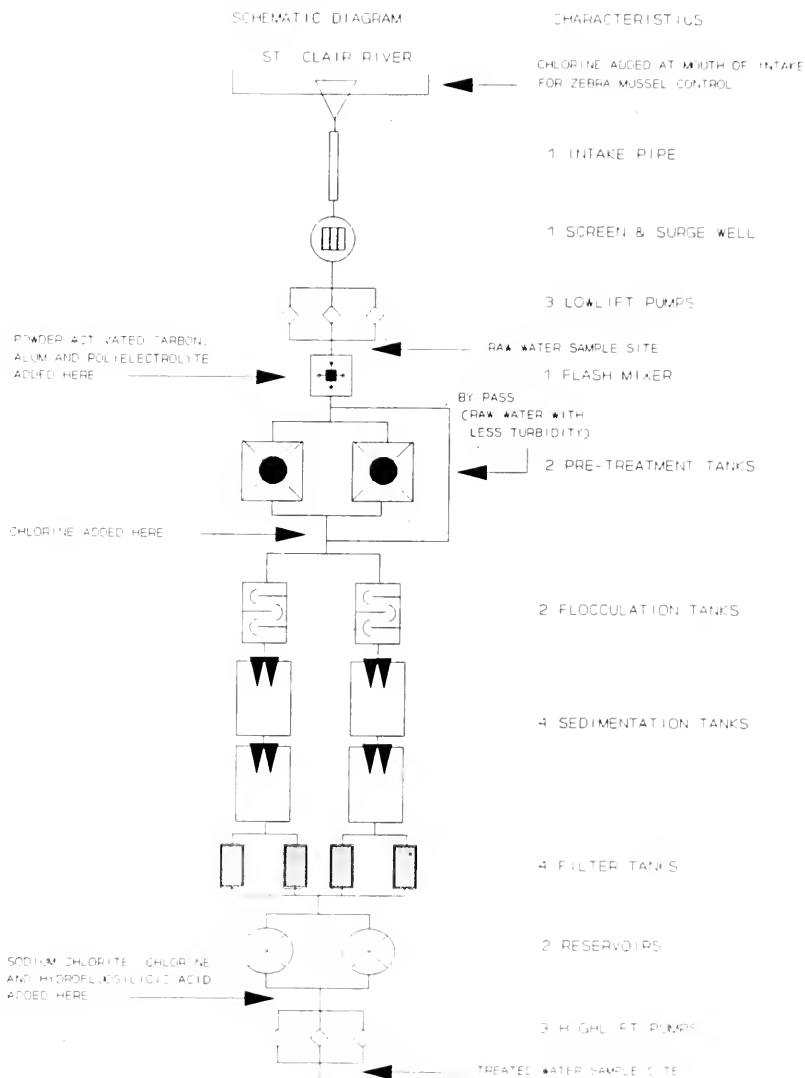 SCHEMATIC DIAGRAM
CHARACTERISTICS
ST. CLAIR RIVER
CHLORINE ADDED AT MOUTH OF INTAKE
FOR ZEBRA MUSSEL CONTROL
1 INTAKE PIPE
1 SCREEN & SURGE WELL
3 LOWLIFT PUMPS
POWDER ACTIVATED CARBON,
ALUM AND POLYELECTROLYTE
ADDED HERE
RAW WATER SAMPLE SITE
1 FLASH MIXER
BY PASS
(RAW WATER WITH
LESS TURBIDITY)
2 PRE-TREATMENT TANKS
CHLORINE ADDED HERE
2 FLOCCULATION TANKS
4 SEDIMENTATION TANKS
4 FILTER TANKS
2 RESERVOIRS
SODIUM CHLORITE CHLORINE
AND HYDROFLUOSILICIC ACID
ADDED HERE
3 HIGHLIFT PUMPS
TREATED WATER SAMPLE SITE